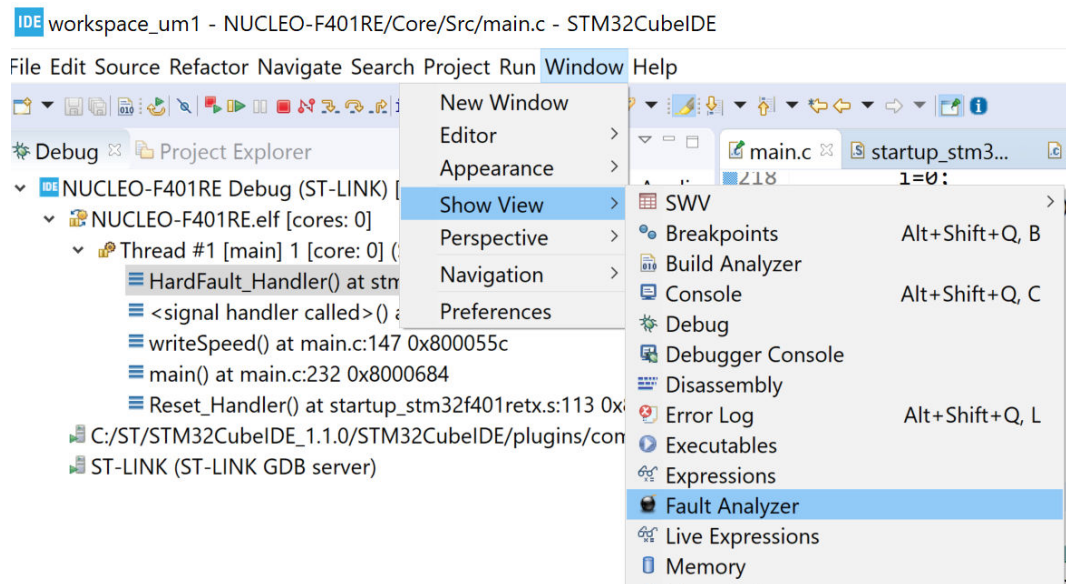 IDE workspace_um1 - NUCLEO-F401RE/Core/Src/main.c - STM32CubeIDE
File Edit Source Refactor Navigate Search Project Run Window Help
New Window
Editor
Appearance
Show View
Perspective
Navigation
Preferences
Debug Project Explorer
main.c startup_stm3...
218 i=0;
IDE NUCLEO-F401RE Debug (ST-LINK) [
NUCLEO-F401RE.elf [cores: 0]
Thread #1 [main] 1 [core: 0] (
HardFault_Handler() at stm
<signal handler called>()
writeSpeed() at main.c:147 0x800055c
main() at main.c:232 0x8000684
Reset_Handler() at startup_stm32f401retx.s:113
C:/ST/STM32CubeIDE_1.1.0/STM32CubeIDE/plugins/com
ST-LINK (ST-LINK GDB server)
SWV
Breakpoints Alt+Shift+Q, B
Build Analyzer
Console Alt+Shift+Q, C
Debug
Debugger Console
Disassembly
Error Log Alt+Shift+Q, L
Executables
Expressions
Fault Analyzer
Live Expressions
Memory